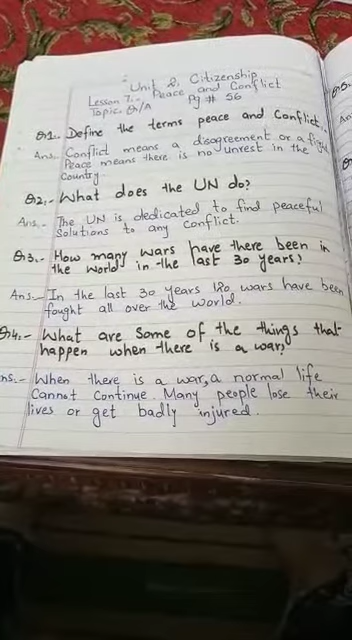 Unit 2: Citizenship
Lesson 7:- Peace and Conflict
Topic: Q/A Pg # 56
Q1:- Define the terms peace and Conflict.
Ans:- Conflict means a disagreement or a fight
Peace means there is no unrest in the
Country.
Q2:- What does the UN do?
Ans:- The UN is dedicated to find peaceful
Solutions to any Conflict.
Q3:- How many wars have there been in
the world in the last 30 years?
Ans:- In the last 30 years 120 wars have been
fought all over the world.
Q4:- What are Some of the things that
happen when there is a war?
ns:- When there is a war, a normal life
Cannot Continue. Many people lose their
lives or get badly injured.